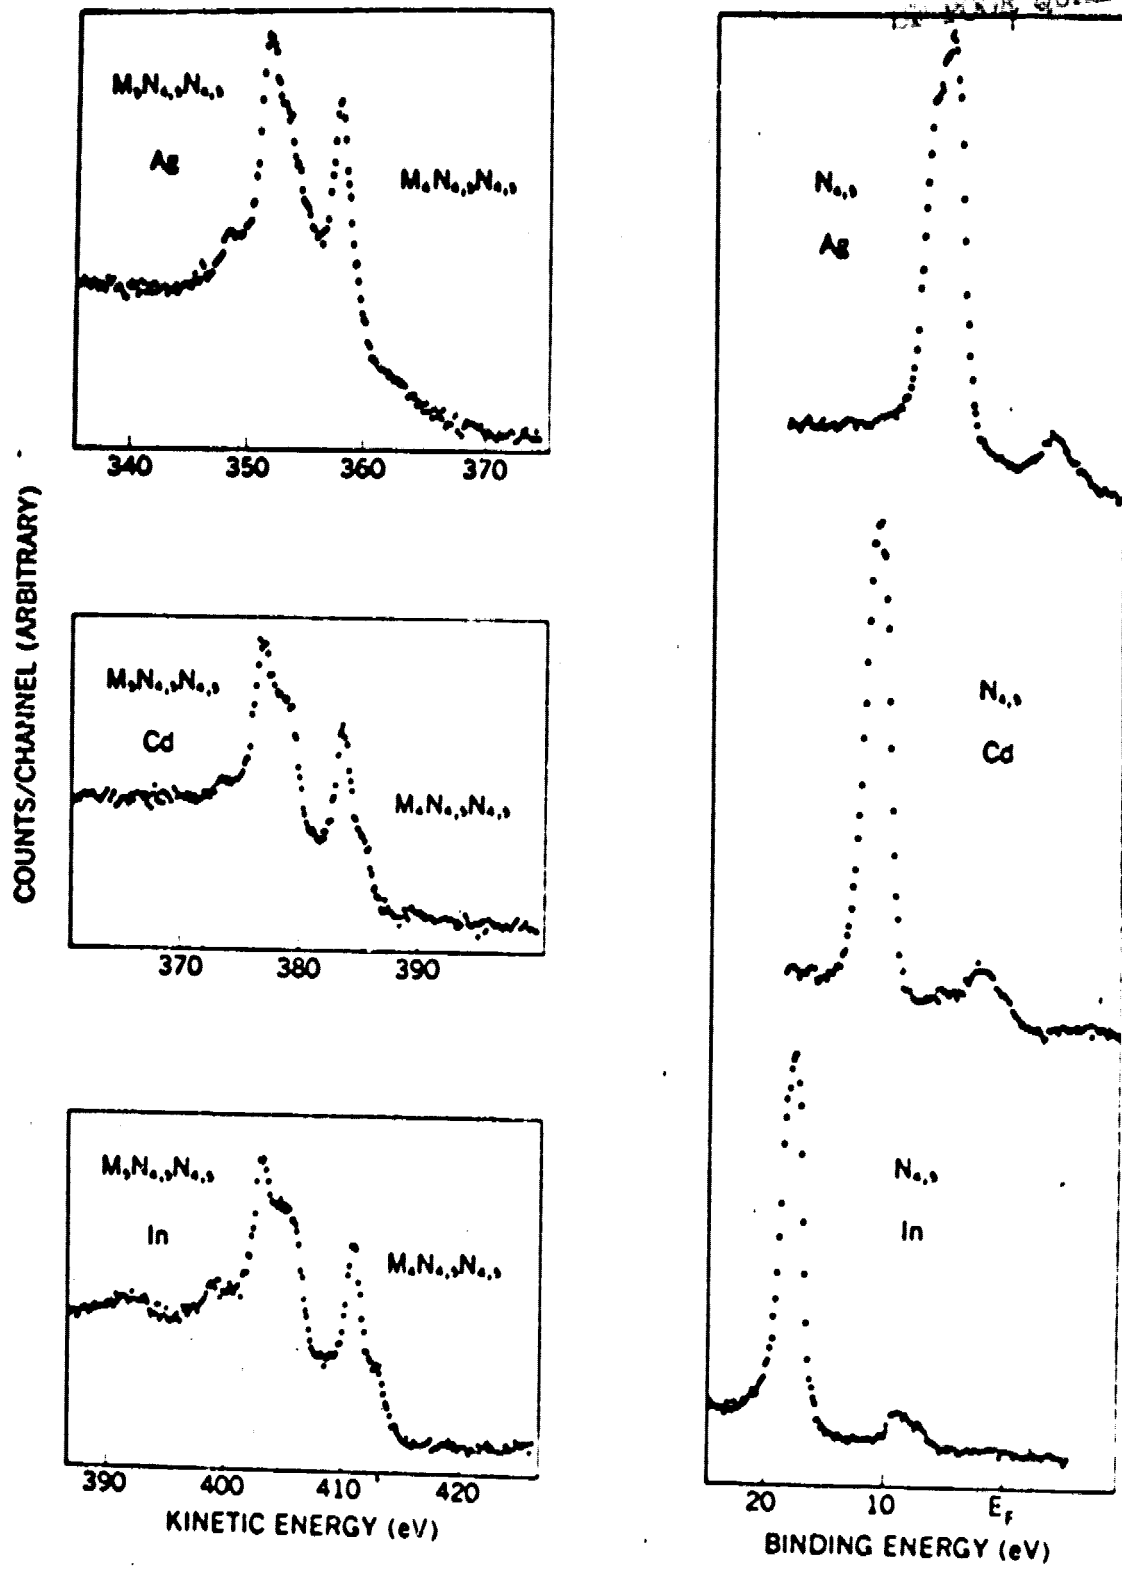 M₅N₄,₅N₄,₅
Ag
M₄N₄,₅N₄,₅
340 350 360 370
N₄,₅
Ag
COUNTS/CHANNEL (ARBITRARY)
M₅N₄,₅N₄,₅
Cd
M₄N₄,₅N₄,₅
370 380 390
N₄,₅
Cd
M₅N₄,₅N₄,₅
In
M₄N₄,₅N₄,₅
390 400 410 420
KINETIC ENERGY (eV)
N₄,₅
In
20 10 E_F
BINDING ENERGY (eV)